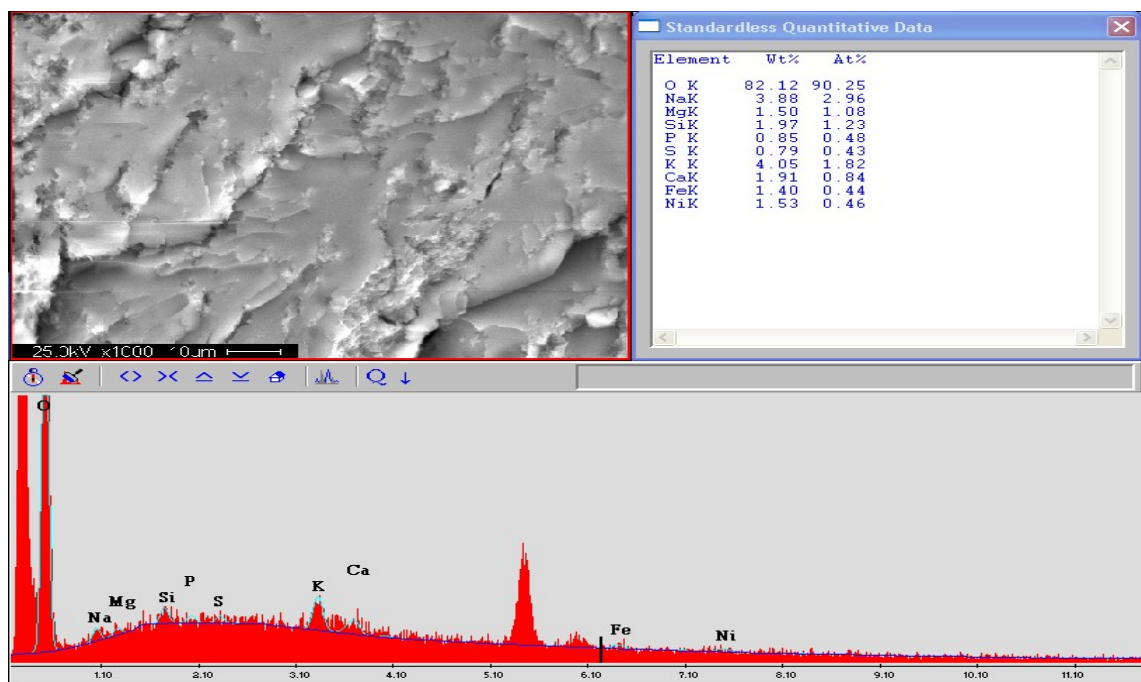 Standardless Quantitative Data
Element Wt% At%
O K 82.12 90.25
NaK 3.88 2.96
MgK 1.50 1.08
SiK 1.97 1.23
P K 0.85 0.48
S K 0.79 0.43
K K 4.05 1.82
CaK 1.91 0.84
FeK 1.40 0.44
NiK 1.53 0.46
25.0kV x1000 10µm
Q
O
Na Mg Si P S K Ca Fe Ni
1.10 2.10 3.10 4.10 5.10 6.10 7.10 8.10 9.10 10.10 11.10